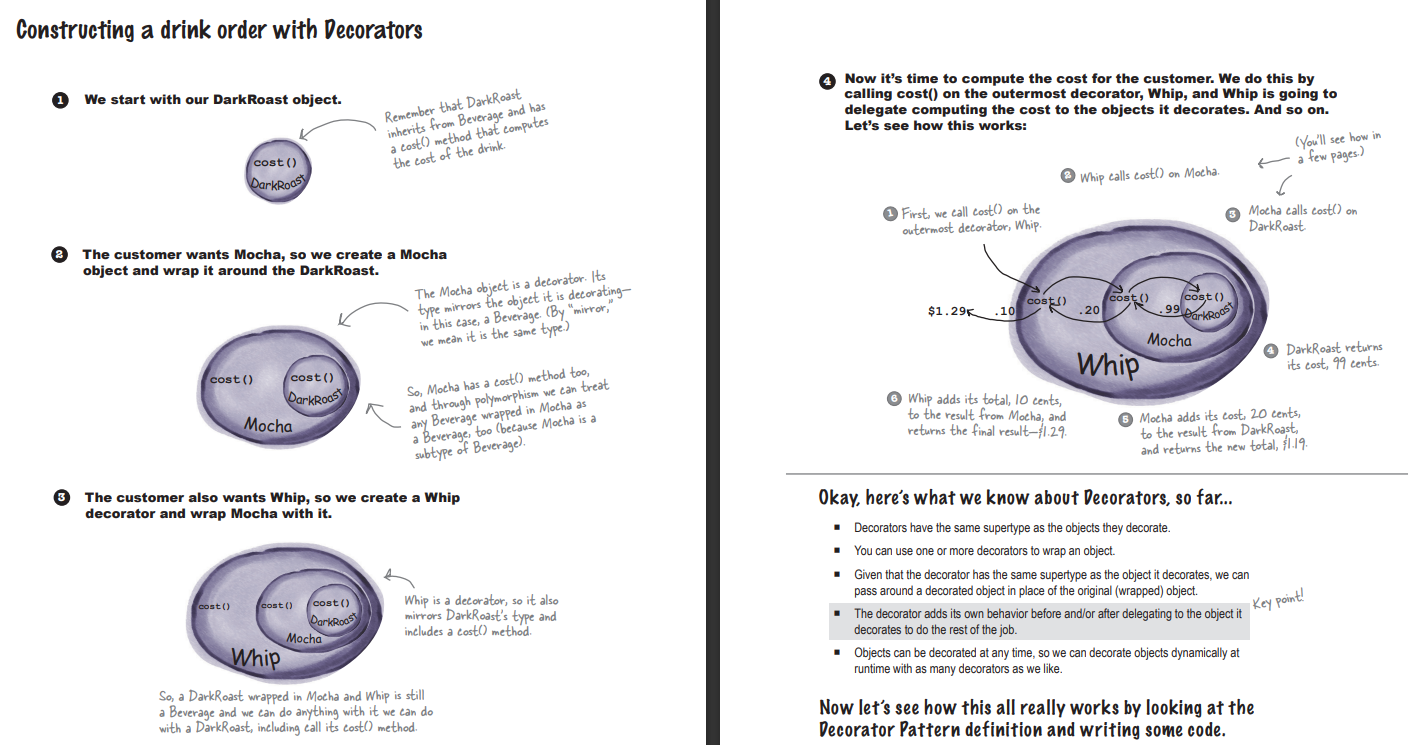 Constructing a drink order with Decorators
1 We start with our DarkRoast object.
Remember that DarkRoast
inherits from Beverage and has
a cost() method that computes
the cost of the drink.
cost()
DarkRoast
2 The customer wants Mocha, so we create a Mocha
object and wrap it around the DarkRoast.
The Mocha object is a decorator. Its
type mirrors the object it is decorating—
in this case, a Beverage. (By "mirror,"
we mean it is the same type.)
cost() cost()
DarkRoast
Mocha
So, Mocha has a cost() method too,
and through polymorphism we can treat
any Beverage wrapped in Mocha as
a Beverage, too (because Mocha is a
subtype of Beverage).
3 The customer also wants Whip, so we create a Whip
decorator and wrap Mocha with it.
cost() cost() cost()
DarkRoast
Mocha
Whip
Whip is a decorator, so it also
mirrors DarkRoast's type and
includes a cost() method.
So, a DarkRoast wrapped in Mocha and Whip is still
a Beverage and we can do anything with it we can do
with a DarkRoast, including call its cost() method.
4 Now it's time to compute the cost for the customer. We do this by
calling cost() on the outermost decorator, Whip, and Whip is going to
delegate computing the cost to the objects it decorates. And so on.
Let's see how this works:
(You'll see how in
a few pages.)
2 Whip calls cost() on Mocha.
1 First, we call cost() on the
outermost decorator, Whip.
3 Mocha calls cost() on
DarkRoast.
cost() cost() cost()
$1.29 .10 .20 .99 DarkRoast
Mocha
Whip
4 DarkRoast returns
its cost, 99 cents.
6 Whip adds its total, 10 cents,
to the result from Mocha, and
returns the final result—$1.29.
5 Mocha adds its cost, 20 cents,
to the result from DarkRoast,
and returns the new total, $1.19.
Okay, here's what we know about Decorators, so far...
■ Decorators have the same supertype as the objects they decorate.
■ You can use one or more decorators to wrap an object.
■ Given that the decorator has the same supertype as the object it decorates, we can
pass around a decorated object in place of the original (wrapped) object.
■ The decorator adds its own behavior before and/or after delegating to the object it
decorates to do the rest of the job.
Key point!
■ Objects can be decorated at any time, so we can decorate objects dynamically at
runtime with as many decorators as we like.
Now let's see how this all really works by looking at the
Decorator Pattern definition and writing some code.